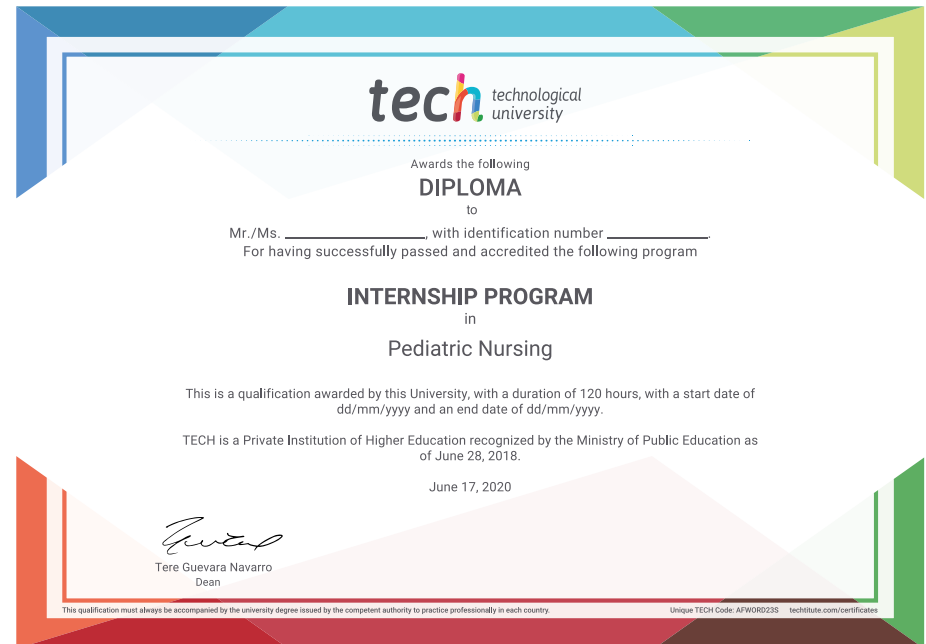 tech technological
university
Awards the following
DIPLOMA
to
Mr./Ms. ____________________, with identification number ______________.
For having successfully passed and accredited the following program
INTERNSHIP PROGRAM
in
Pediatric Nursing
This is a qualification awarded by this University, with a duration of 120 hours, with a start date of
dd/mm/yyyy and an end date of dd/mm/yyyy.
TECH is a Private Institution of Higher Education recognized by the Ministry of Public Education as
of June 28, 2018.
June 17, 2020
Tere Guevara Navarro
Dean
This qualification must always be accompanied by the university degree issued by the competent authority to practice professionally in each country.
Unique TECH Code: AFWORD23S techtitute.com/certificates